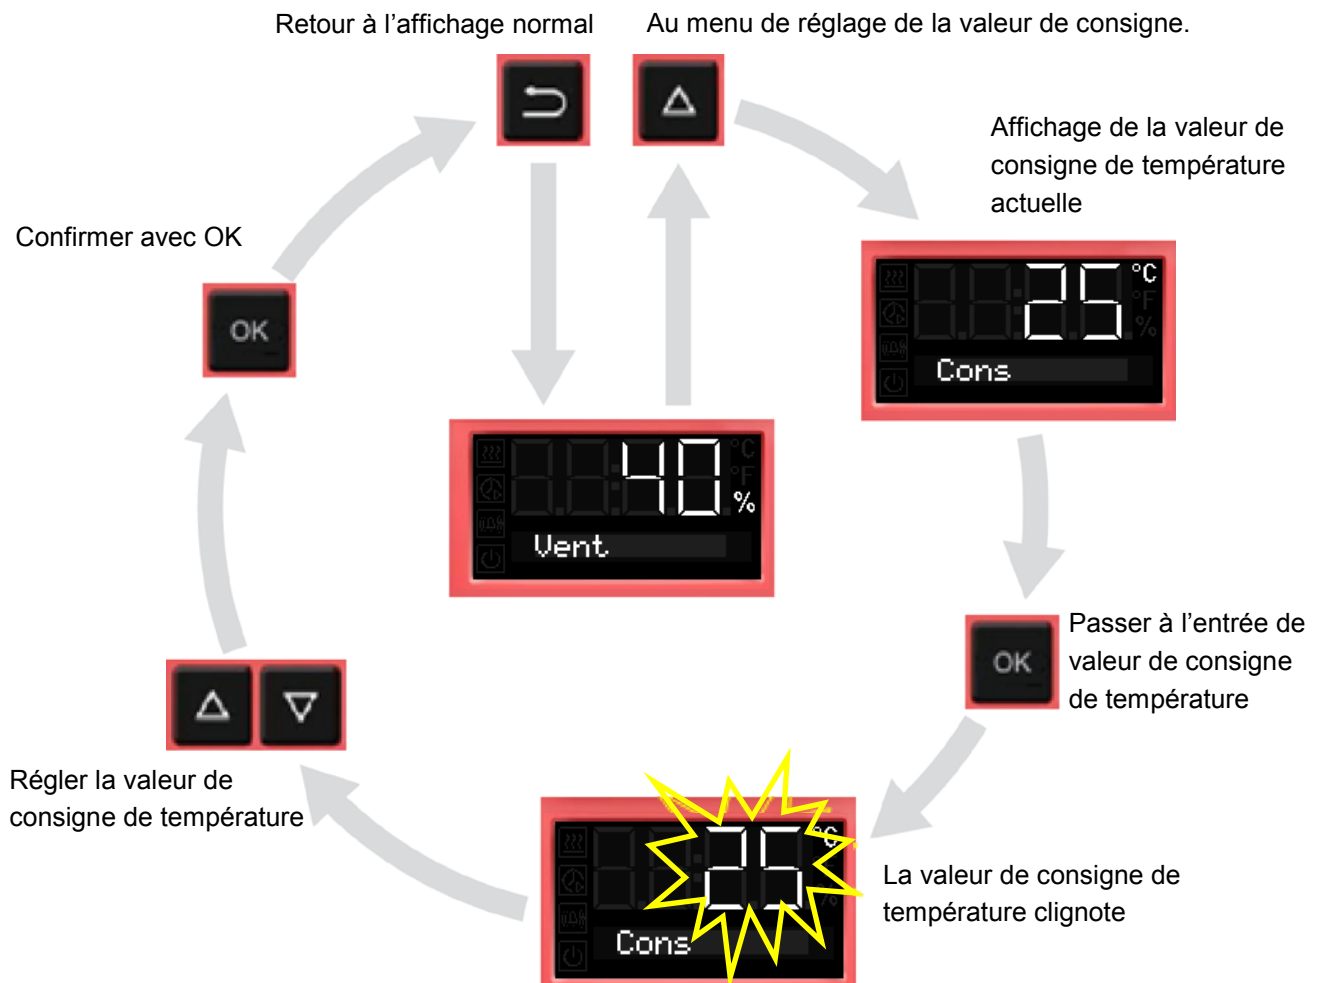 Retour à l’affichage normal
Au menu de réglage de la valeur de consigne.
Affichage de la valeur de
consigne de température
actuelle
25 °C
°F
%
Cons
Confirmer avec OK
OK
40 °C
°F
%
Vent
Passer à l’entrée de
valeur de consigne
de température
OK
Régler la valeur de
consigne de température
25 °C
%
Cons
La valeur de consigne de
température clignote